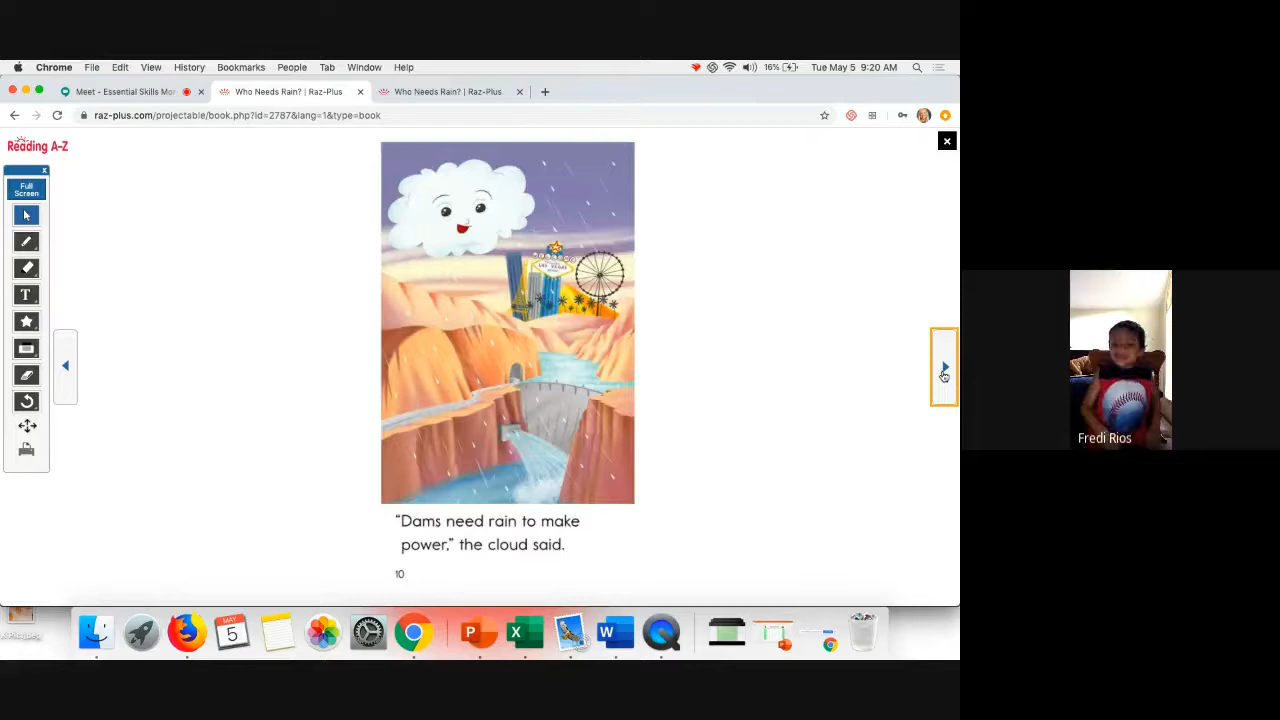 Chrome File Edit View History Bookmarks People Tab Window Help 16% Tue May 5 9:20 AM
Meet - Essential Skills Mor Who Needs Rain? | Raz-Plus Who Needs Rain? | Raz-Plus
raz-plus.com/projectable/book.php?id=2787&lang=1&type=book
Reading A-Z
Full
Screen
T
LAS VEGAS
"Dams need rain to make
power," the cloud said.
10
Fredi Rios
MAY
5
P X W